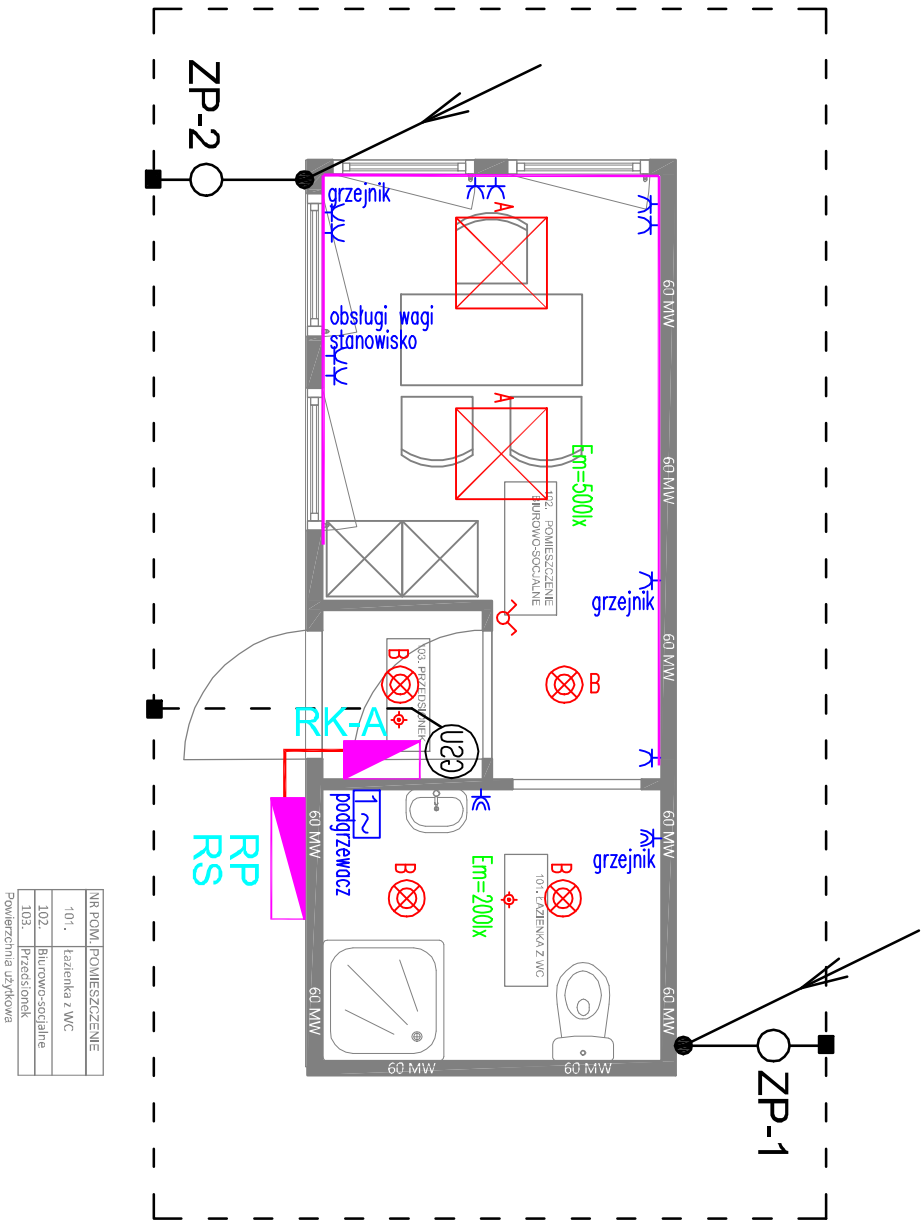 ZP-2
grzejnik
A
60 MW
obsługi wagi
stanowisko
A
Em=500lx
60 MW
102. POMIESZCZENIE
BIUROWO-SOCJALNE
grzejnik
60 MW
B
B
103. PRZEDSIONEK
RK-A
GSU
1~
podgrzewacz
60 MW
60 MW
grzejnik
RP
RS
B
B
Em=200lx
101. ŁAZIENKA Z WC
60 MW
60 MW
60 MW
ZP-1
NR POM. POMIESZCZENIE
101. Łazienka z WC
102. Biurowo-socjalne
103. Przedsionek
Powierzchnia użytkowa